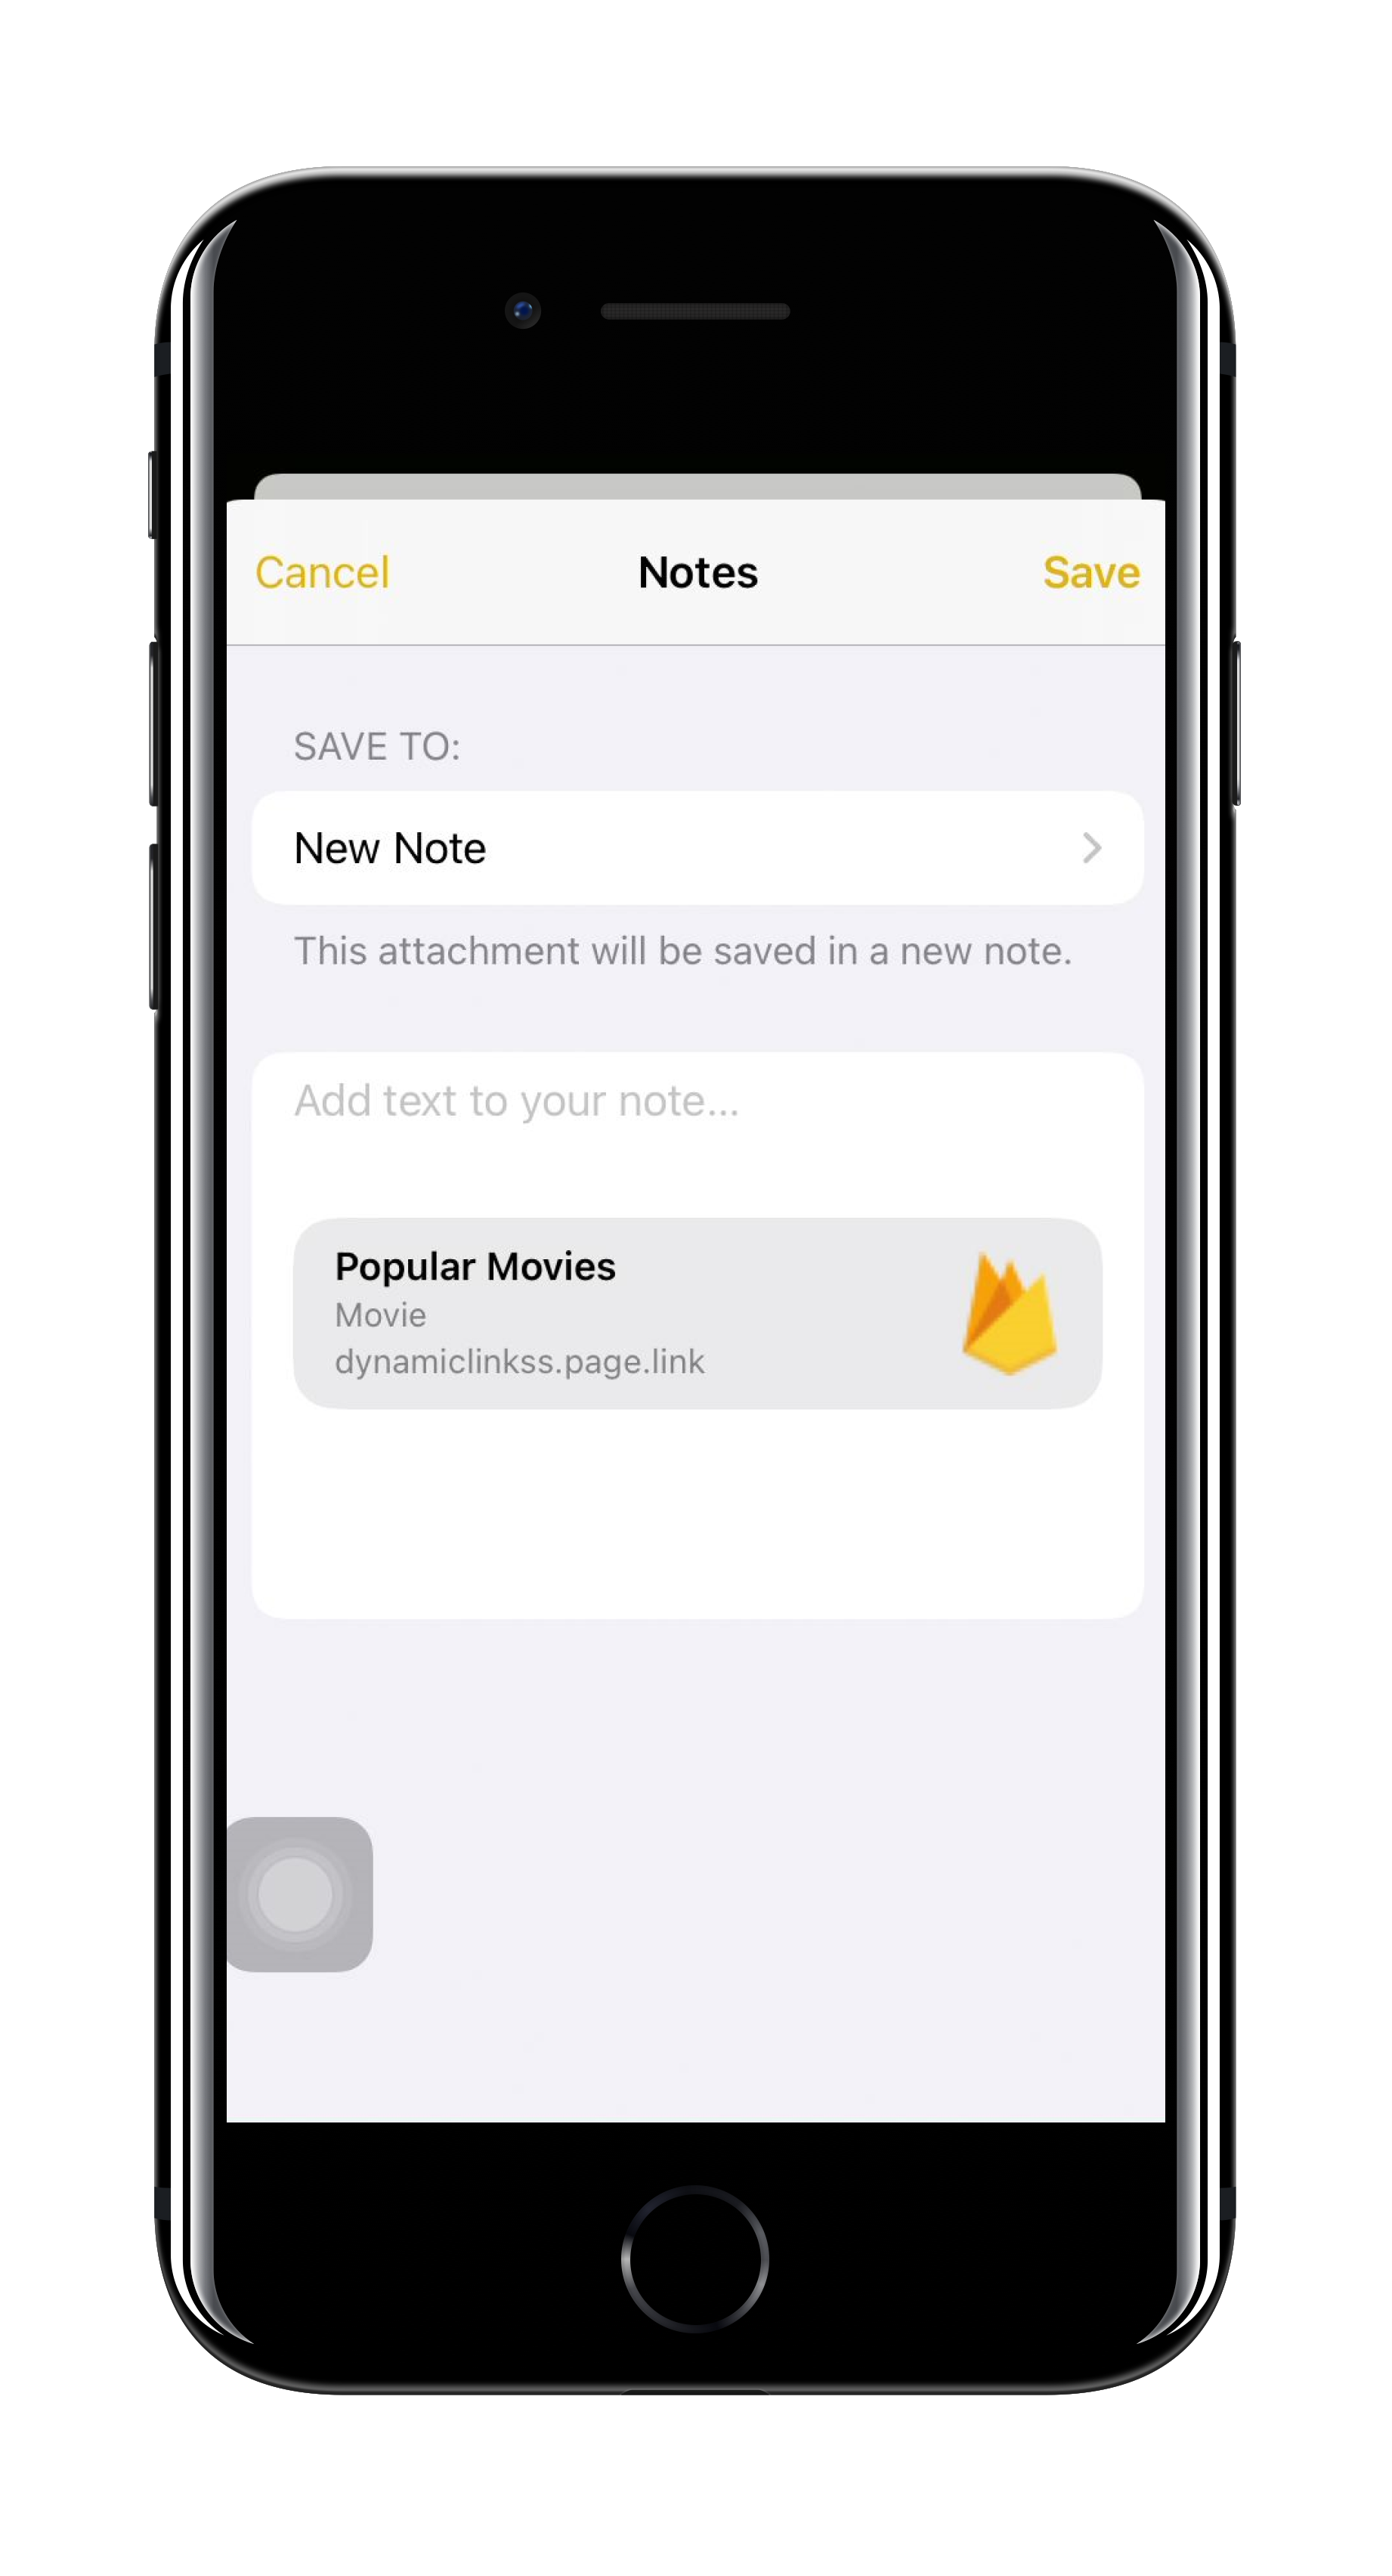 Cancel Notes Save
SAVE TO:
New Note
This attachment will be saved in a new note.
Add text to your note...
Popular Movies
Movie
dynamiclinkss.page.link